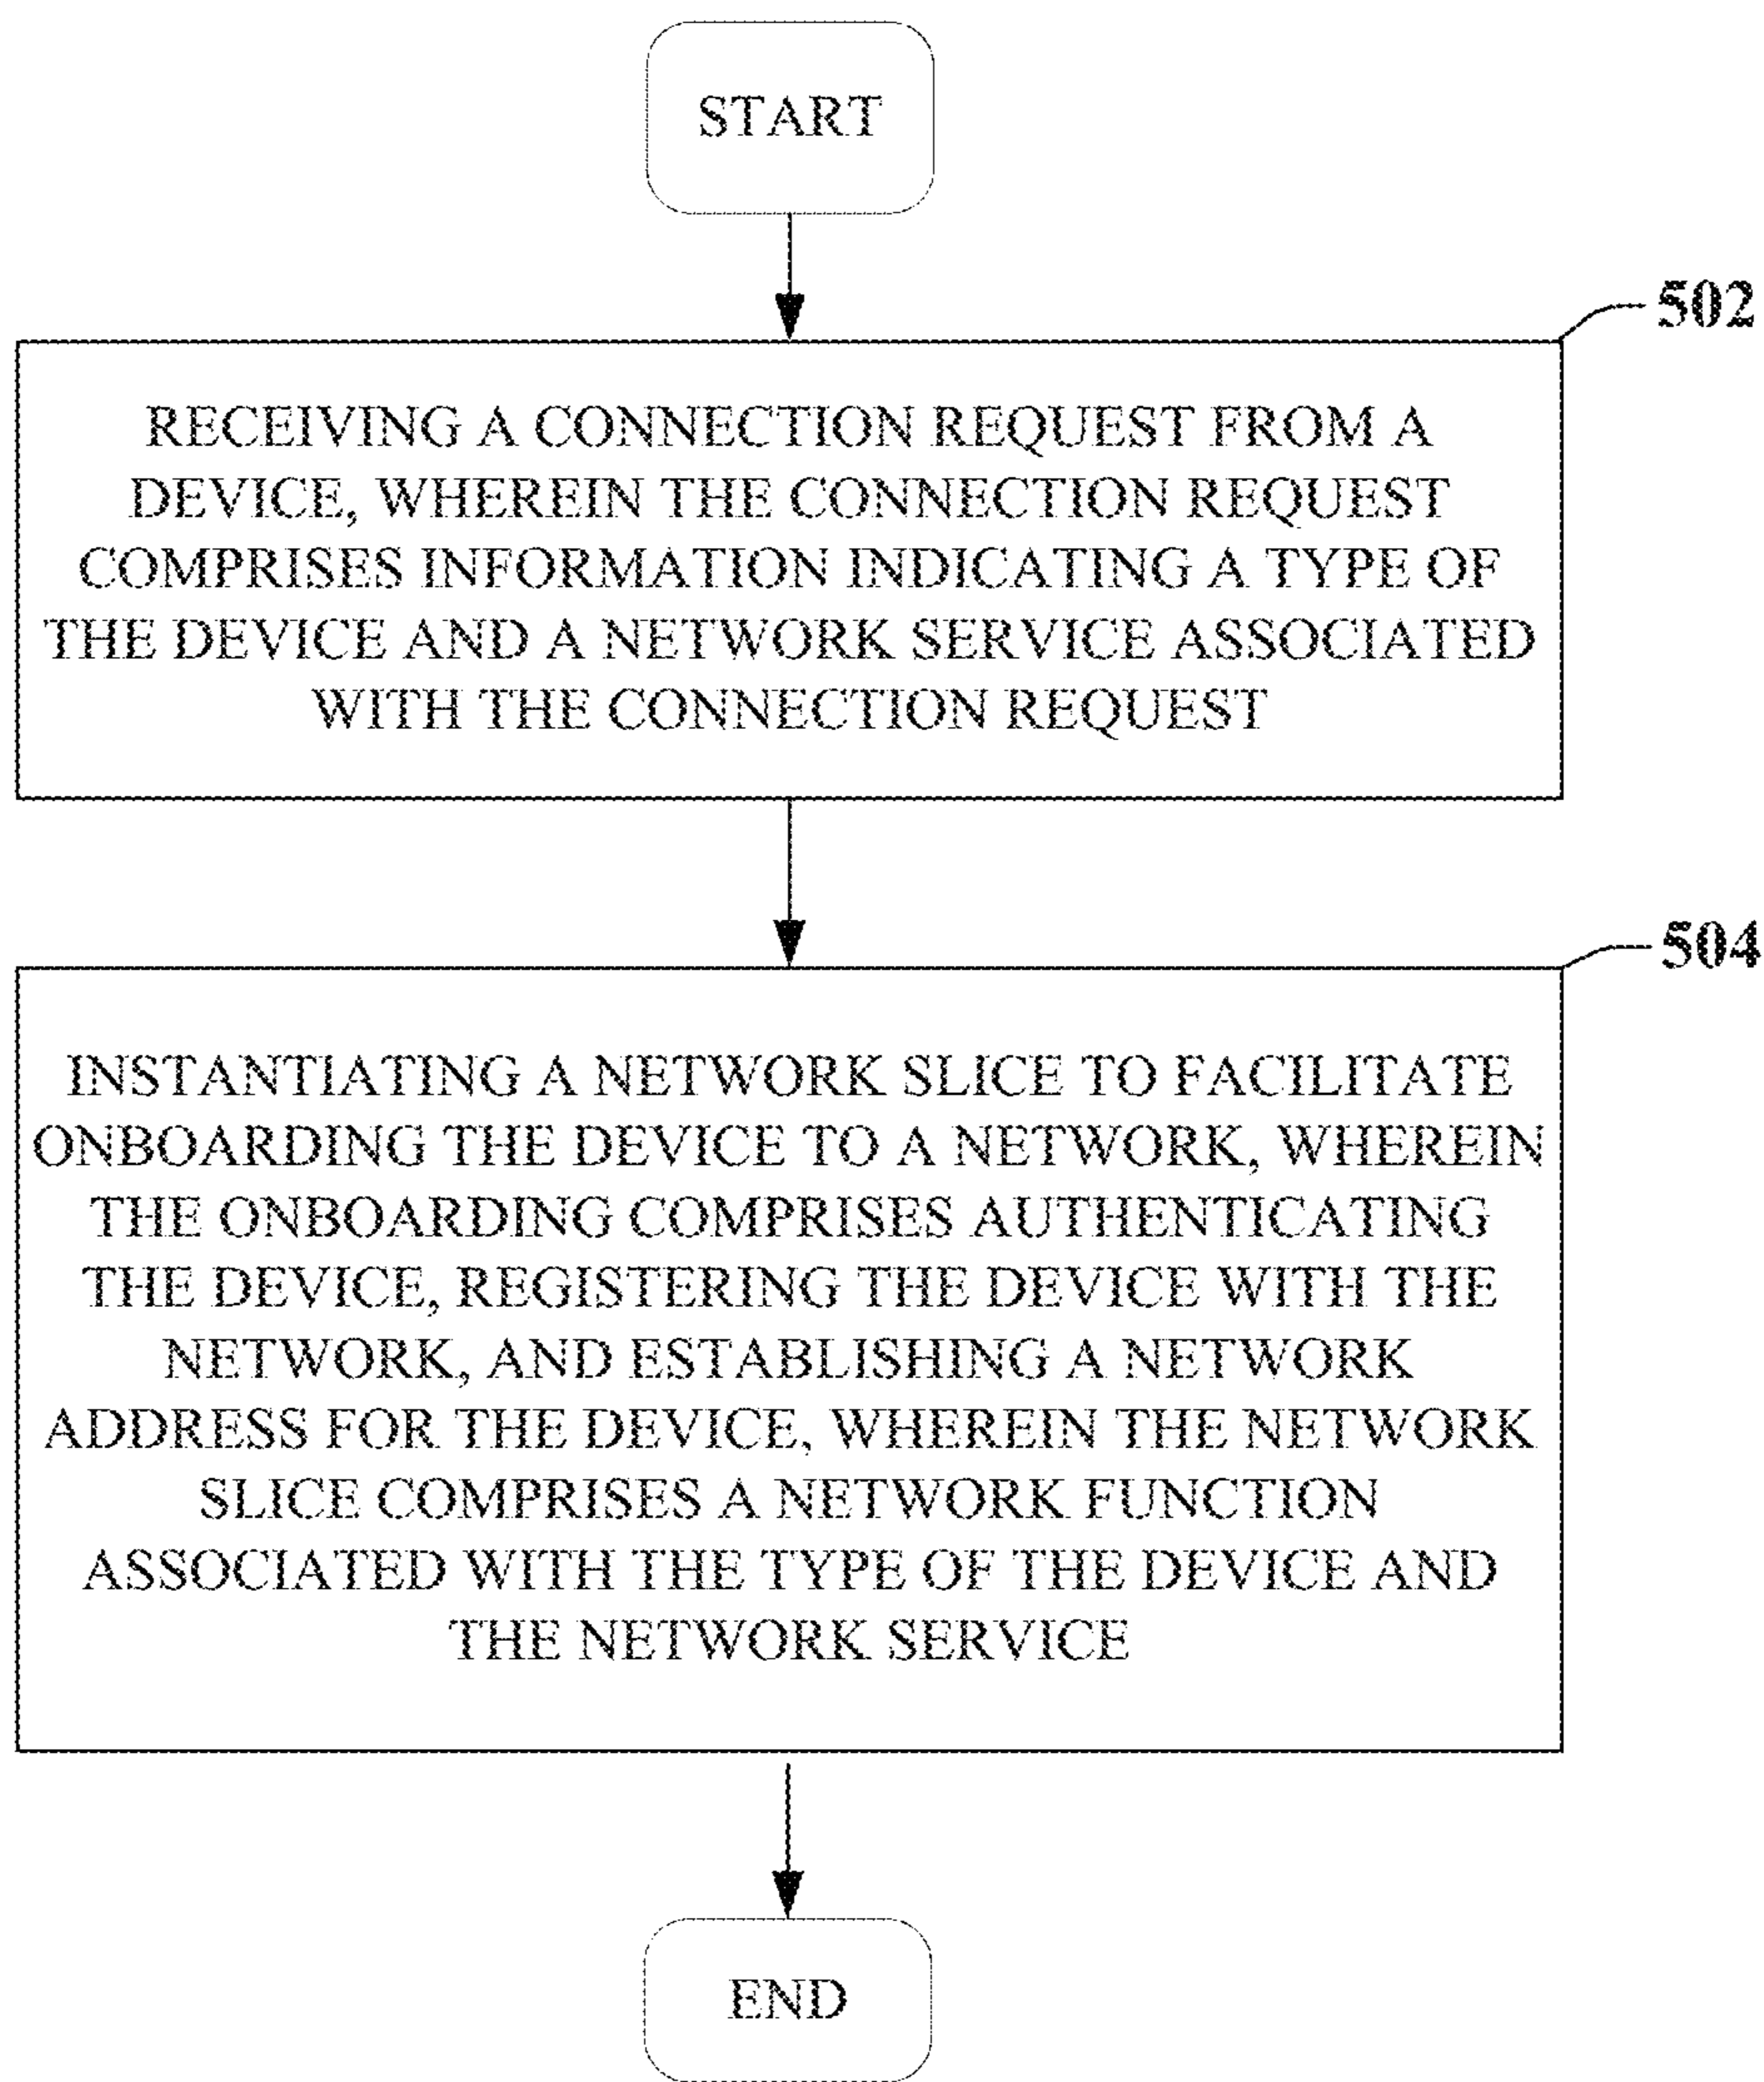 START
502
RECEIVING A CONNECTION REQUEST FROM A
DEVICE, WHEREIN THE CONNECTION REQUEST
COMPRISES INFORMATION INDICATING A TYPE OF
THE DEVICE AND A NETWORK SERVICE ASSOCIATED
WITH THE CONNECTION REQUEST
504
INSTANTIATING A NETWORK SLICE TO FACILITATE
ONBOARDING THE DEVICE TO A NETWORK, WHEREIN
THE ONBOARDING COMPRISES AUTHENTICATING
THE DEVICE, REGISTERING THE DEVICE WITH THE
NETWORK, AND ESTABLISHING A NETWORK
ADDRESS FOR THE DEVICE, WHEREIN THE NETWORK
SLICE COMPRISES A NETWORK FUNCTION
ASSOCIATED WITH THE TYPE OF THE DEVICE AND
THE NETWORK SERVICE
END